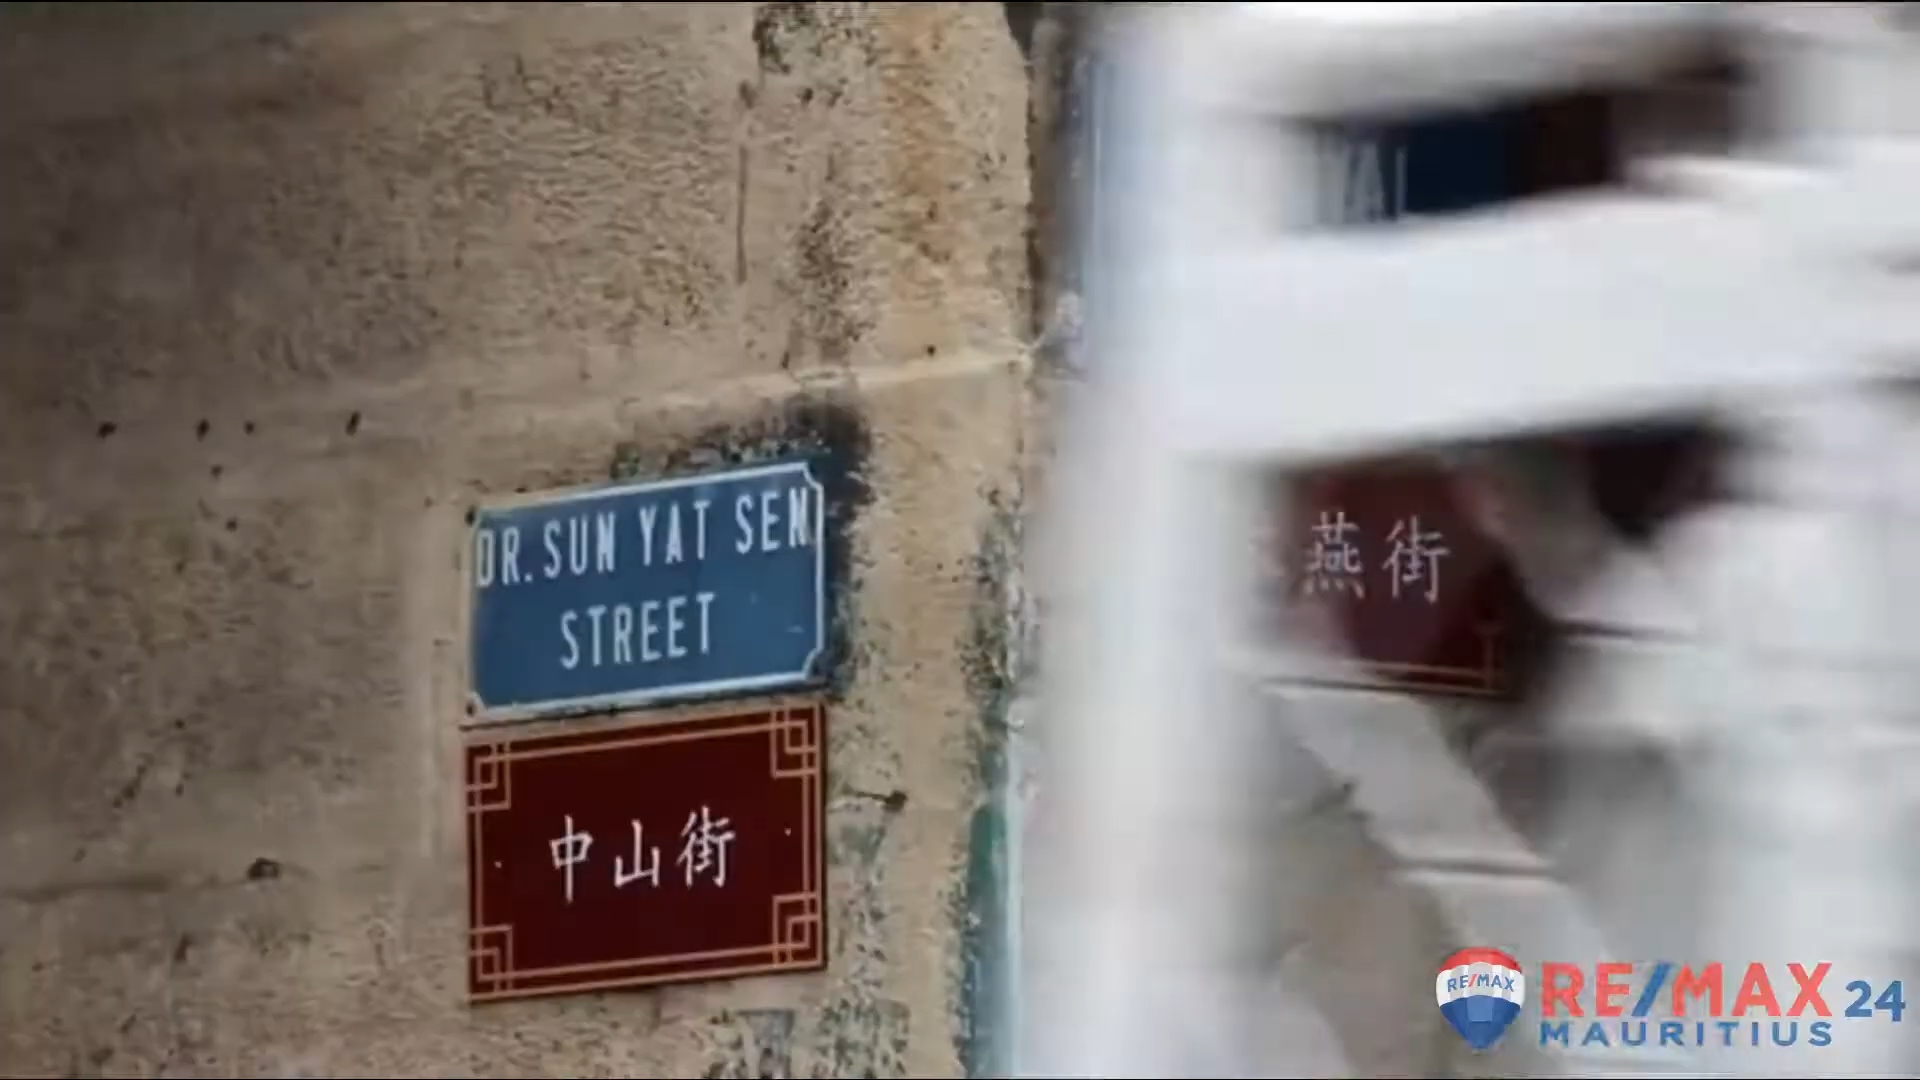 DR. SUN YAT SEN
STREET
中山街
燕街
RE/MAX
RE/MAX 24
MAURITIUS